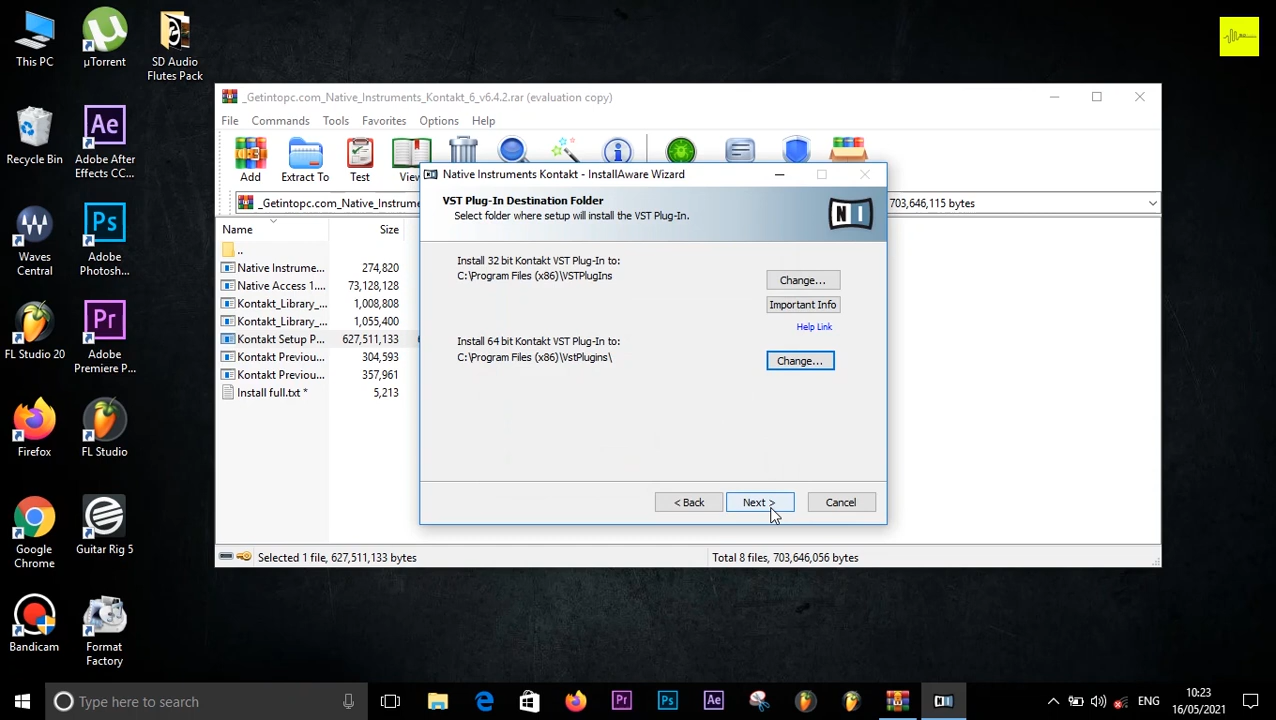 This PC
µTorrent
SD Audio
Flutes Pack
Recycle Bin
Adobe After
Effects CC...
Waves
Central
Adobe
Photosh...
FL Studio 20
Adobe
Premiere P...
Firefox
FL Studio
Google
Chrome
Guitar Rig 5
Bandicam
Format
Factory
_Getintopc.com_Native_Instruments_Kontakt_6_v6.4.2.rar (evaluation copy)
File Commands Tools Favorites Options Help
Add Extract To Test View
_Getintopc.com_Native_Instrume 703,646,115 bytes
Name Size
..
Native Instrume... 274,820
Native Access 1.... 73,128,128
Kontakt_Library_... 1,008,808
Kontakt_Library_... 1,055,400
Kontakt Setup P... 627,511,133
Kontakt Previou... 304,593
Kontakt Previou... 357,961
Install full.txt * 5,213
Selected 1 file, 627,511,133 bytes
Total 8 files, 703,646,056 bytes
Native Instruments Kontakt - InstallAware Wizard
VST Plug-In Destination Folder
Select folder where setup will install the VST Plug-In.
NI
Install 32 bit Kontakt VST Plug-In to:
C:\Program Files (x86)\VSTPlugIns
Change...
Important Info
Help Link
Install 64 bit Kontakt VST Plug-In to:
C:\Program Files (x86)\VstPlugins\
Change...
< Back Next > Cancel
Type here to search
ENG
10:23
16/05/2021